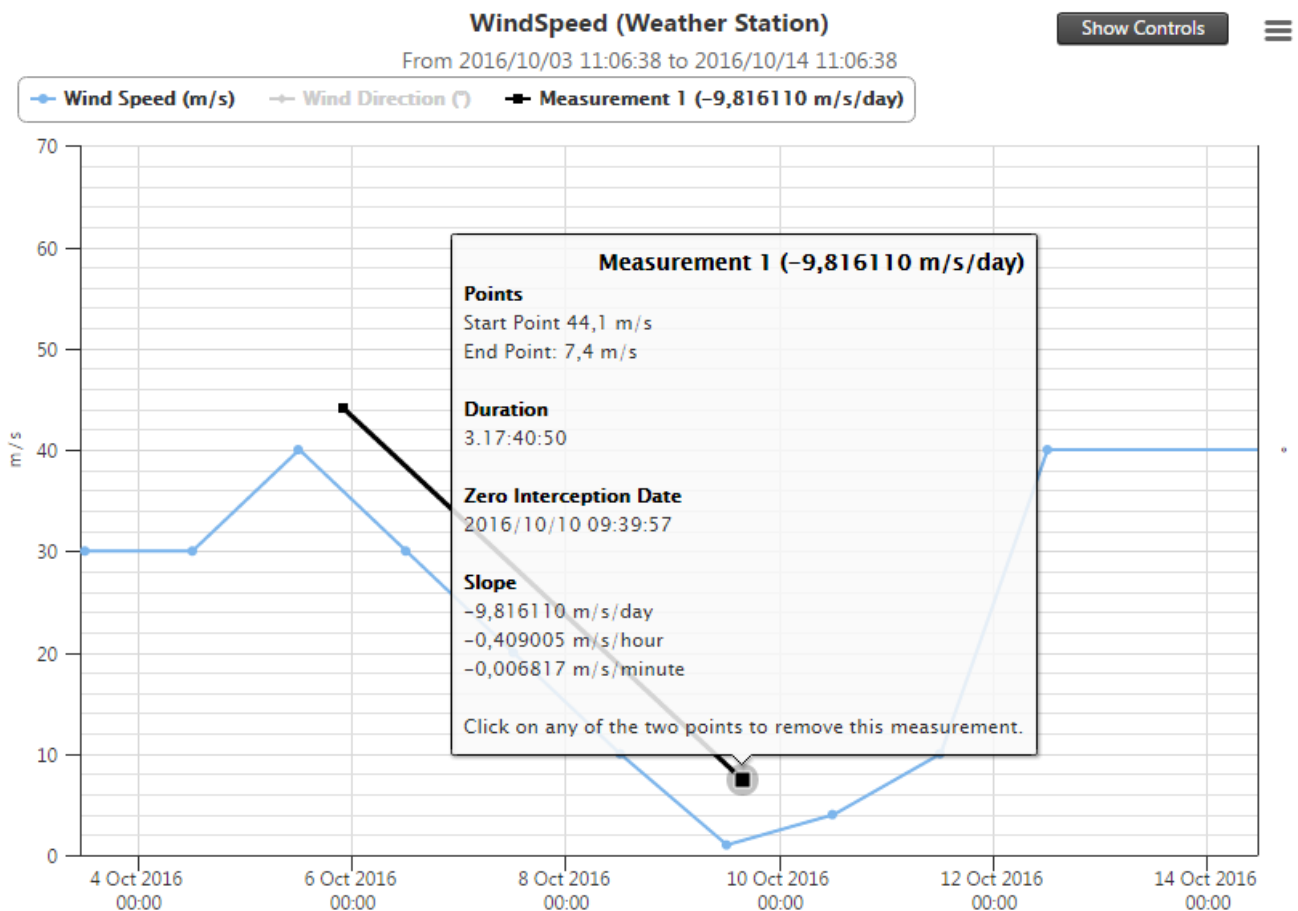 WindSpeed (Weather Station)
Show Controls
From 2016/10/03 11:06:38 to 2016/10/14 11:06:38
Wind Speed (m/s)
Wind Direction (°)
Measurement 1 (-9,816110 m/s/day)
70
60
50
40
30
20
10
0
m/s
°
Measurement 1 (-9,816110 m/s/day)
Points
Start Point 44,1 m/s
End Point: 7,4 m/s
Duration
3.17:40:50
Zero Interception Date
2016/10/10 09:39:57
Slope
-9,816110 m/s/day
-0,409005 m/s/hour
-0,006817 m/s/minute
Click on any of the two points to remove this measurement.
4 Oct 2016
00:00
6 Oct 2016
00:00
8 Oct 2016
00:00
10 Oct 2016
00:00
12 Oct 2016
00:00
14 Oct 2016
00:00